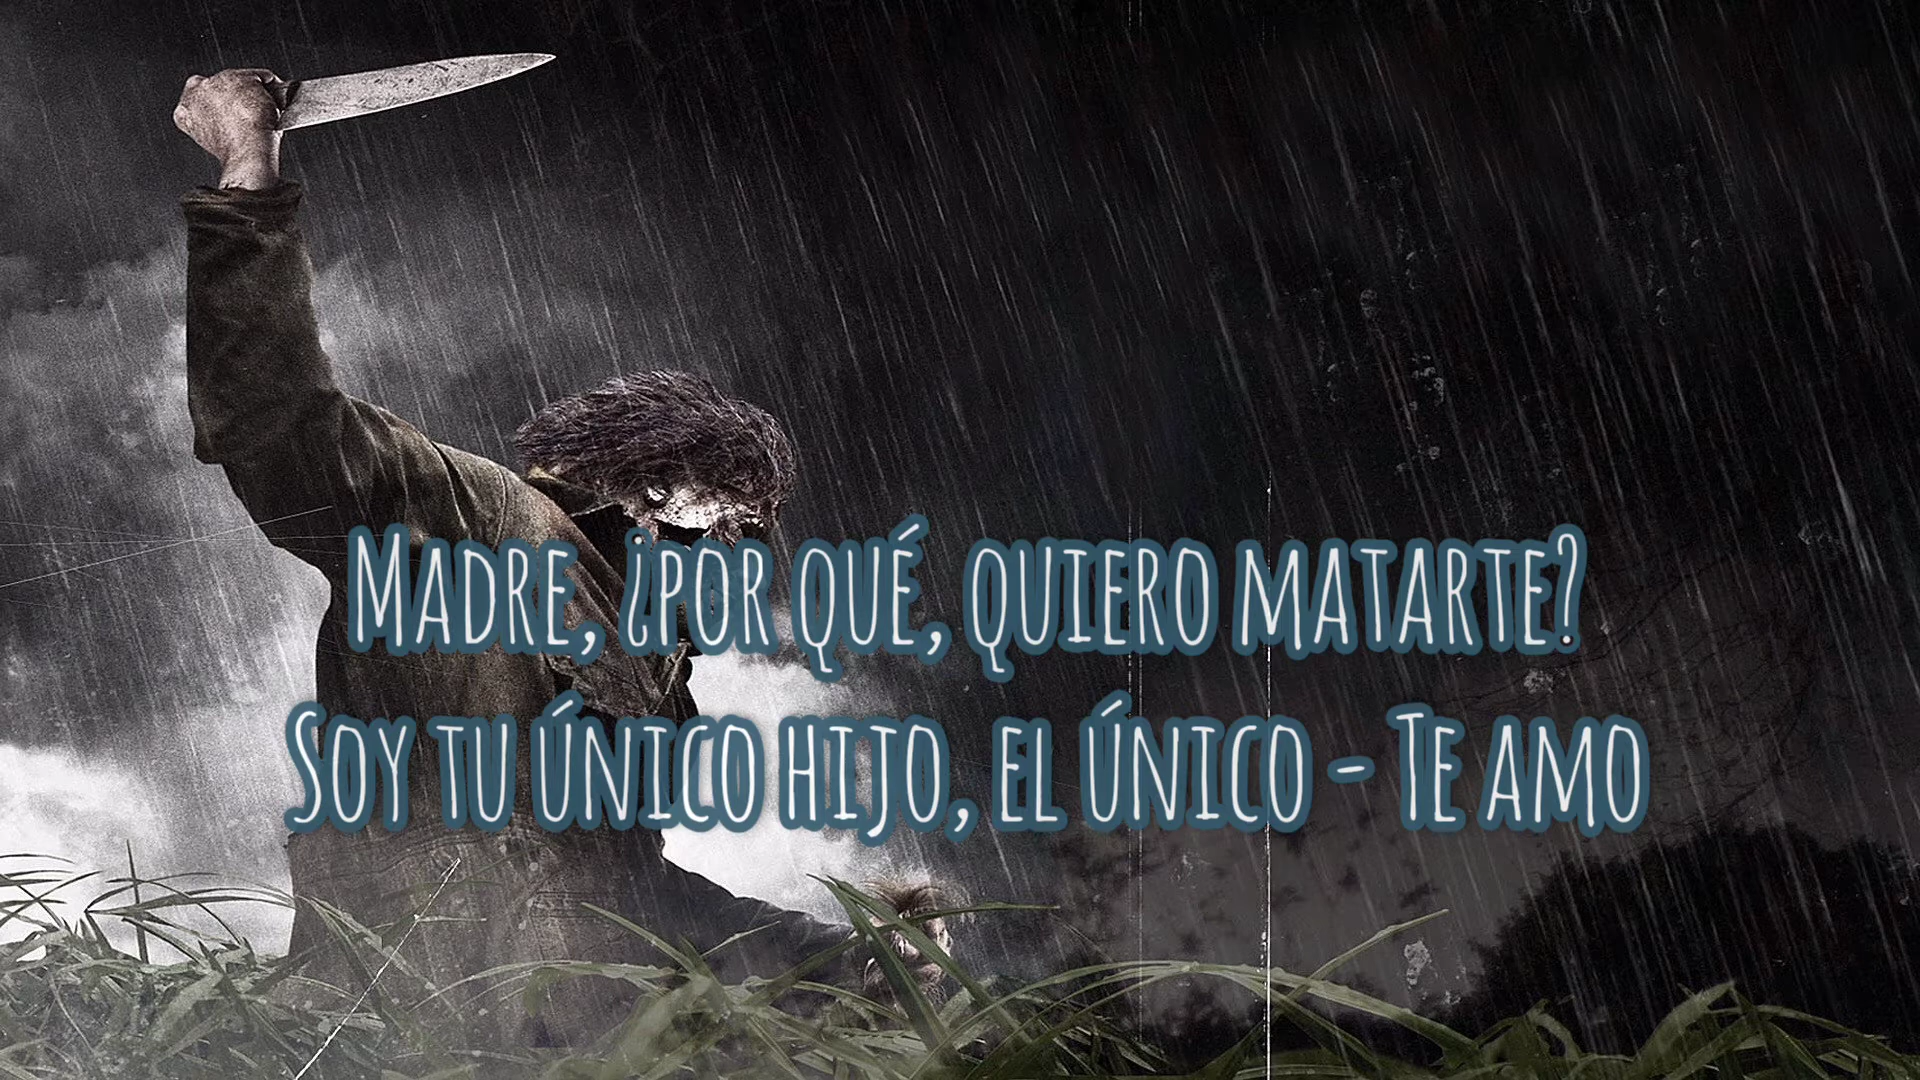 Madre, ¿por qué, quiero matarte?
Soy tu único hijo, el único - Te amo